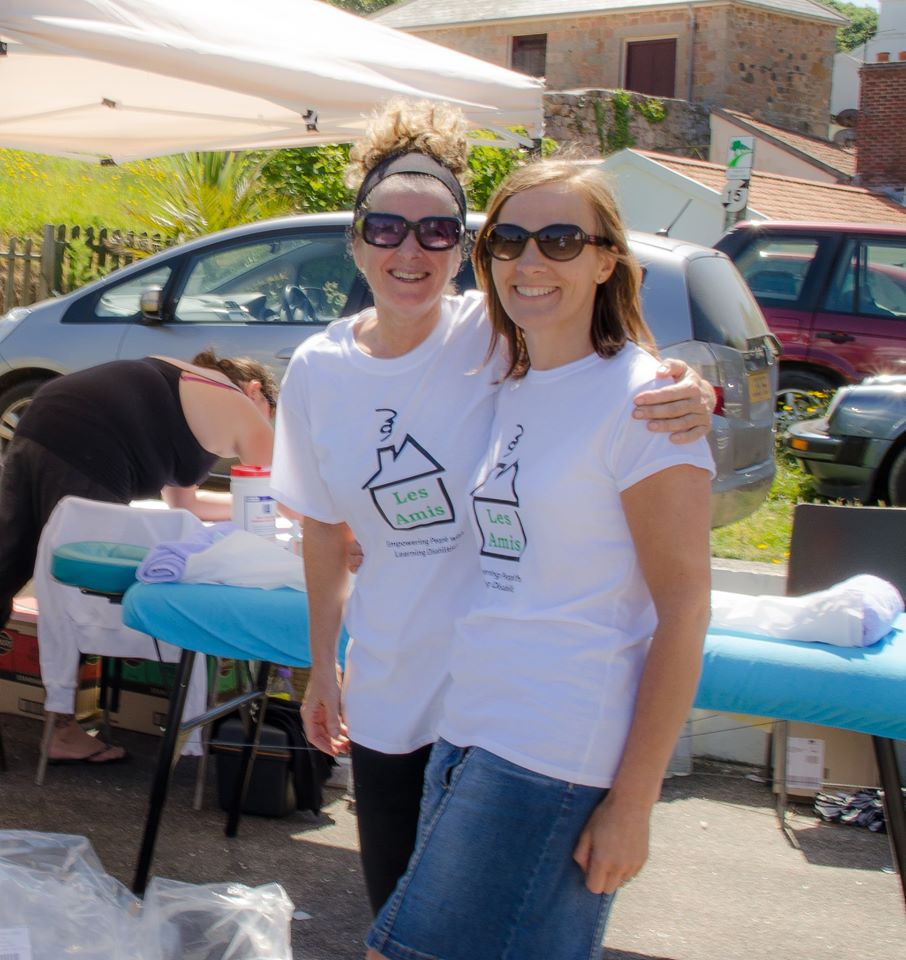 15
Les
Amis
Empowering People with
Learning Disabilities
Les
Amis